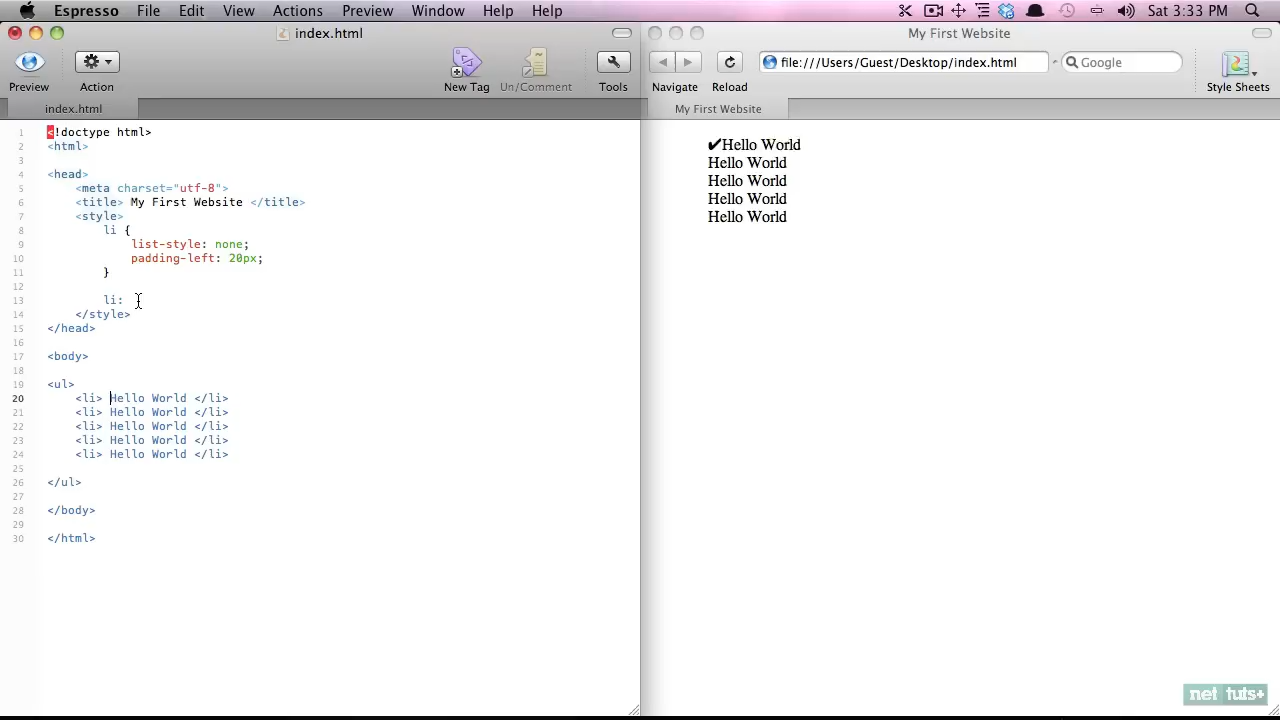 Espresso File Edit View Actions Preview Window Help Help Sat 3:33 PM
index.html
Preview Action New Tag Un/Comment Tools
index.html
1 <!doctype html>
2 <html>
3
4 <head>
5 <meta charset="utf-8">
6 <title> My First Website </title>
7 <style>
8 li {
9 list-style: none;
10 padding-left: 20px;
11 }
12
13 li:
14 </style>
15 </head>
16
17 <body>
18
19 <ul>
20 <li> Hello World </li>
21 <li> Hello World </li>
22 <li> Hello World </li>
23 <li> Hello World </li>
24 <li> Hello World </li>
25
26 </ul>
27
28 </body>
29
30 </html>
My First Website
file:///Users/Guest/Desktop/index.html Google
Navigate Reload Style Sheets
My First Website
✔Hello World
Hello World
Hello World
Hello World
Hello World
net tuts+